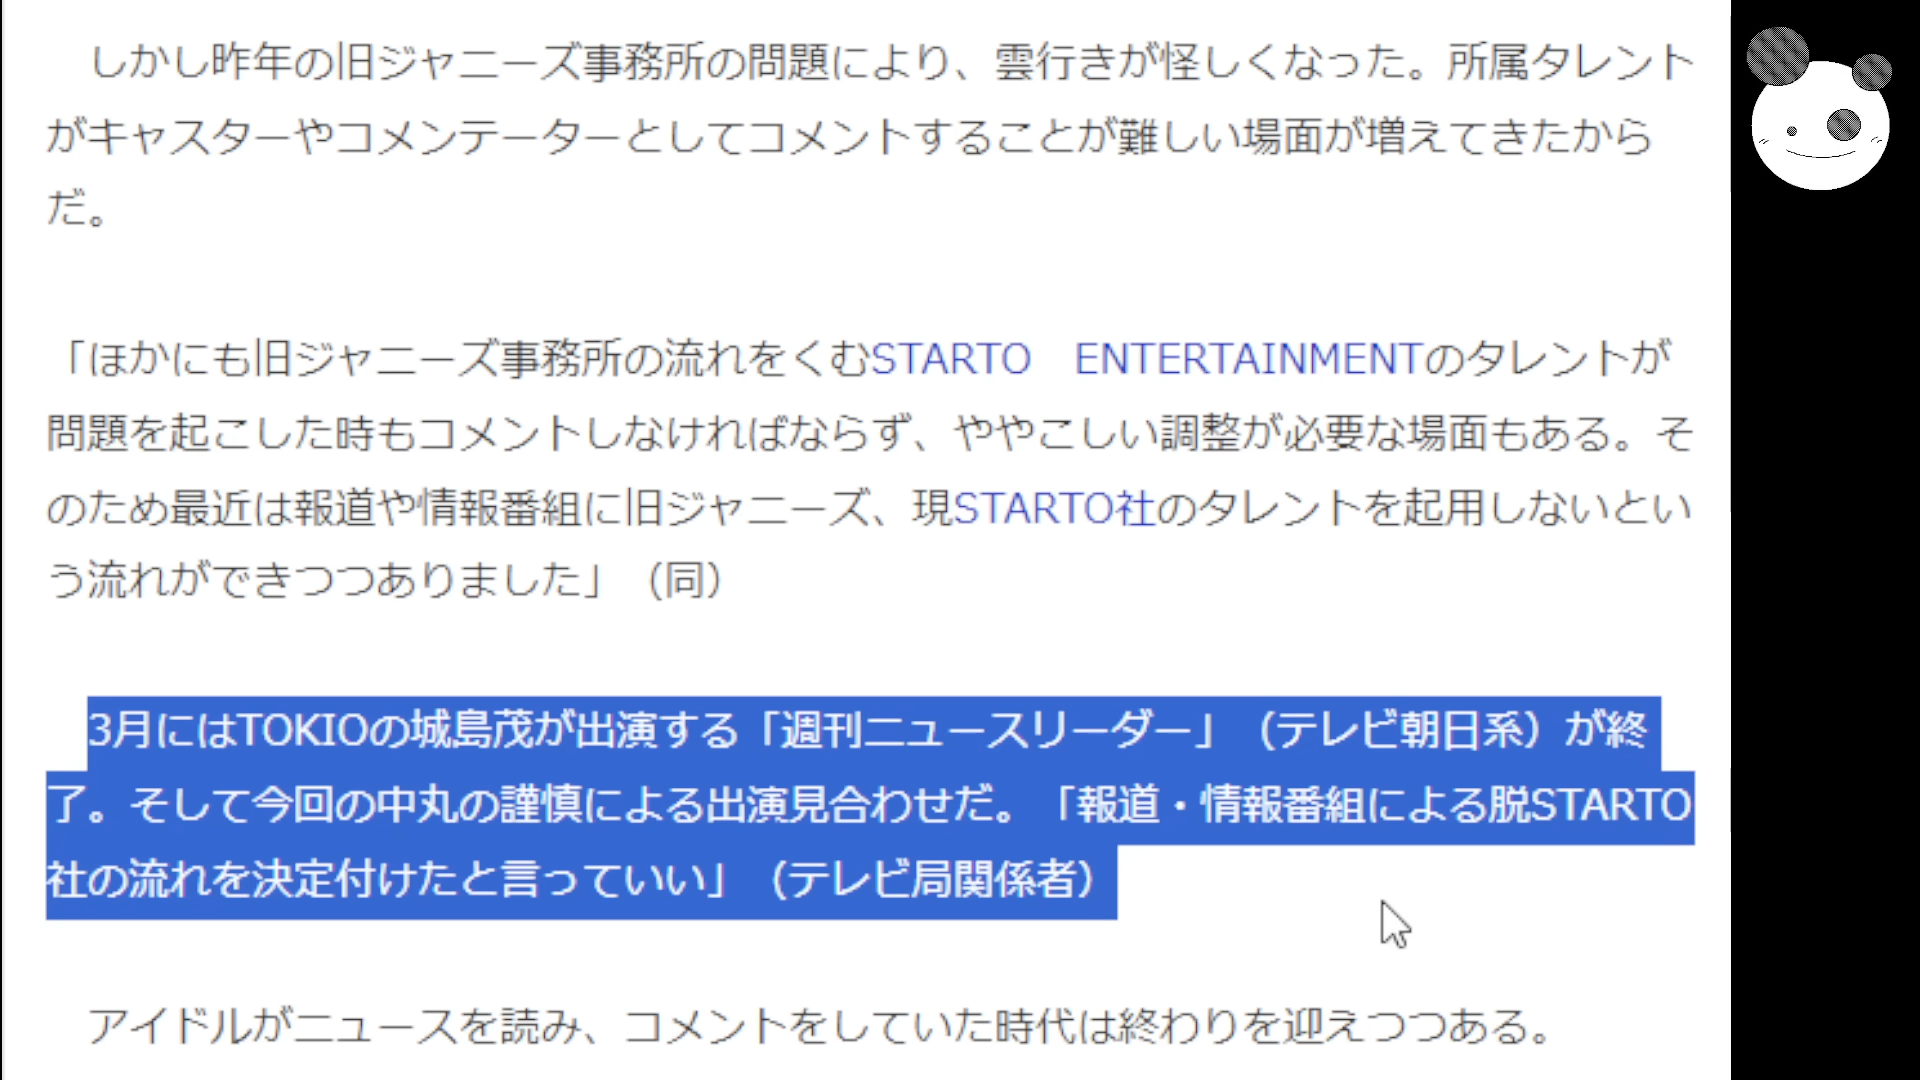 しかし昨年の旧ジャニーズ事務所の問題により、雲行きが怪しくなった。所属タレント
がキャスターやコメンテーターとしてコメントすることが難しい場面が増えてきたから
だ。
「ほかにも旧ジャニーズ事務所の流れをくむSTARTO　ENTERTAINMENTのタレントが
問題を起こした時もコメントしなければならず、ややこしい調整が必要な場面もある。そ
のため最近は報道や情報番組に旧ジャニーズ、現STARTO社のタレントを起用しないとい
う流れができつつありました」（同）
3月にはTOKIOの城島茂が出演する「週刊ニュースリーダー」（テレビ朝日系）が終
了。そして今回の中丸の謹慎による出演見合わせだ。「報道・情報番組による脱STARTO
社の流れを決定付けたと言っていい」（テレビ局関係者）
アイドルがニュースを読み、コメントをしていた時代は終わりを迎えつつある。